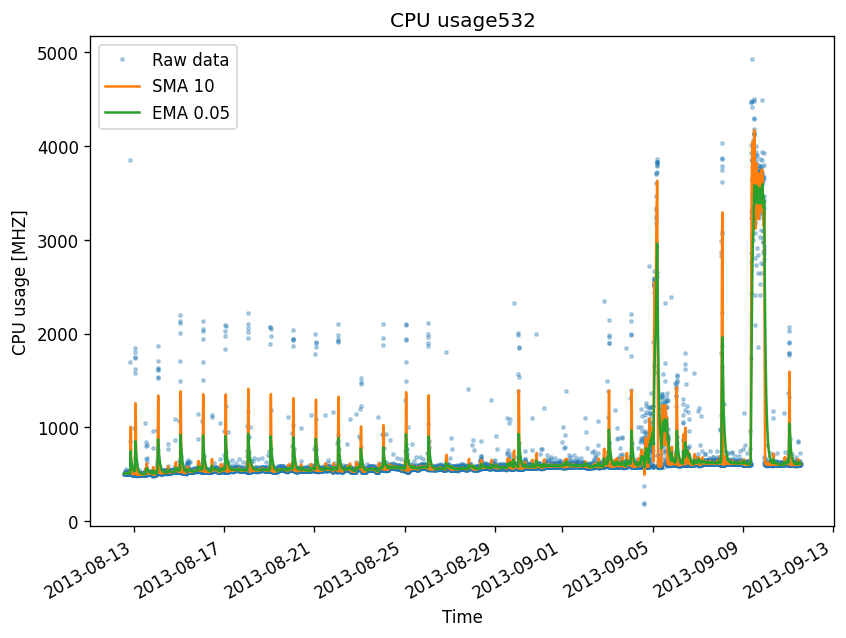 CPU usage532
Raw data
SMA 10
EMA 0.05
CPU usage [MHZ]
5000
4000
3000
2000
1000
0
2013-08-13
2013-08-17
2013-08-21
2013-08-25
2013-08-29
2013-09-01
2013-09-05
2013-09-09
2013-09-13
Time